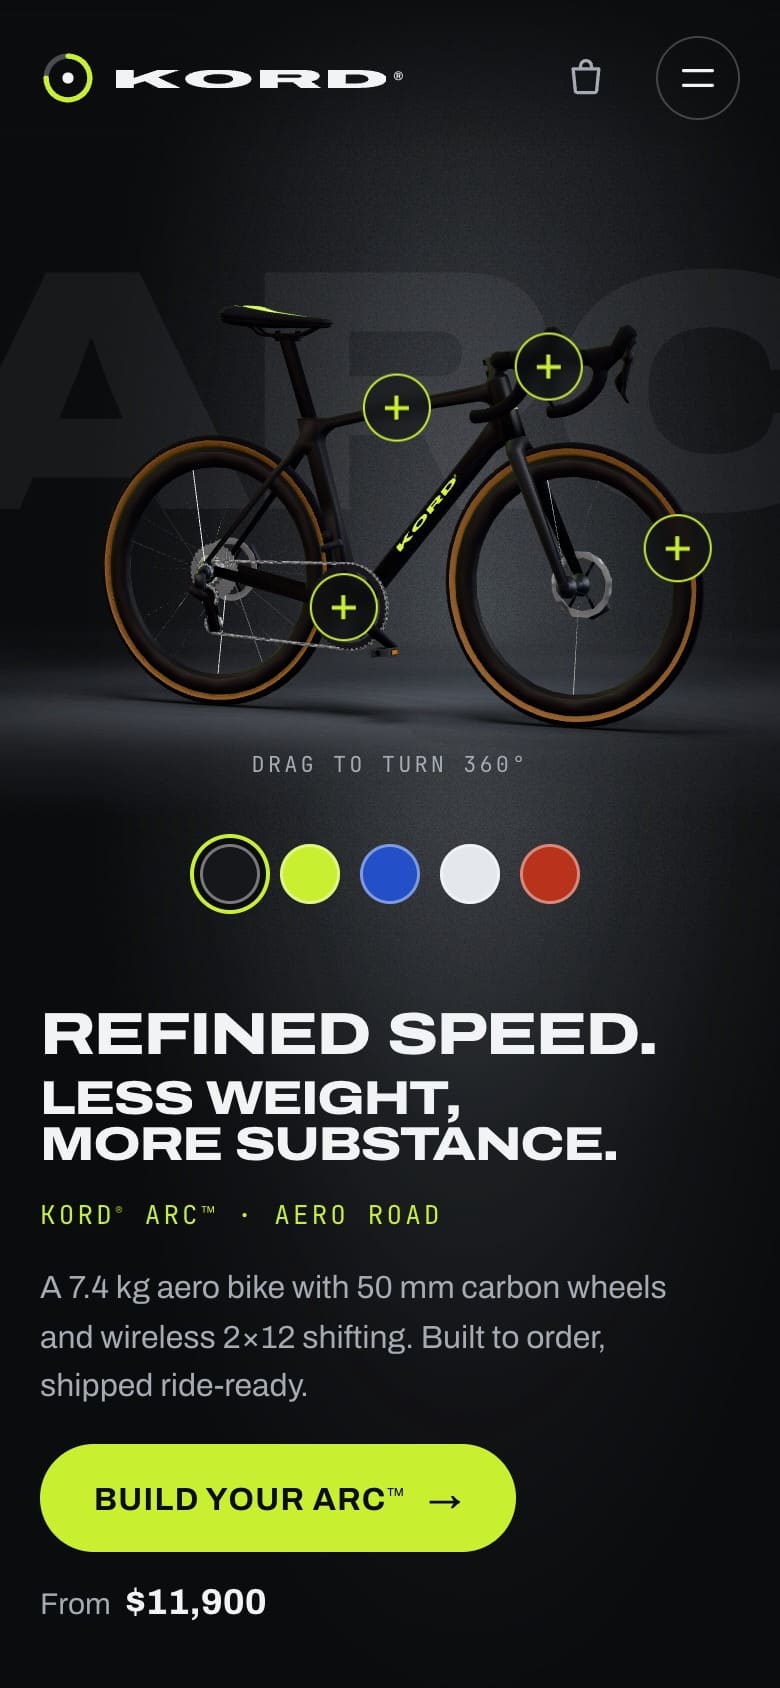 KORD®
ARC
KORD
DRAG TO TURN 360°
REFINED SPEED.
LESS WEIGHT,
MORE SUBSTANCE.
KORD® ARC™ · AERO ROAD
A 7.4 kg aero bike with 50 mm carbon wheels
and wireless 2×12 shifting. Built to order,
shipped ride-ready.
BUILD YOUR ARC™ →
From $11,900